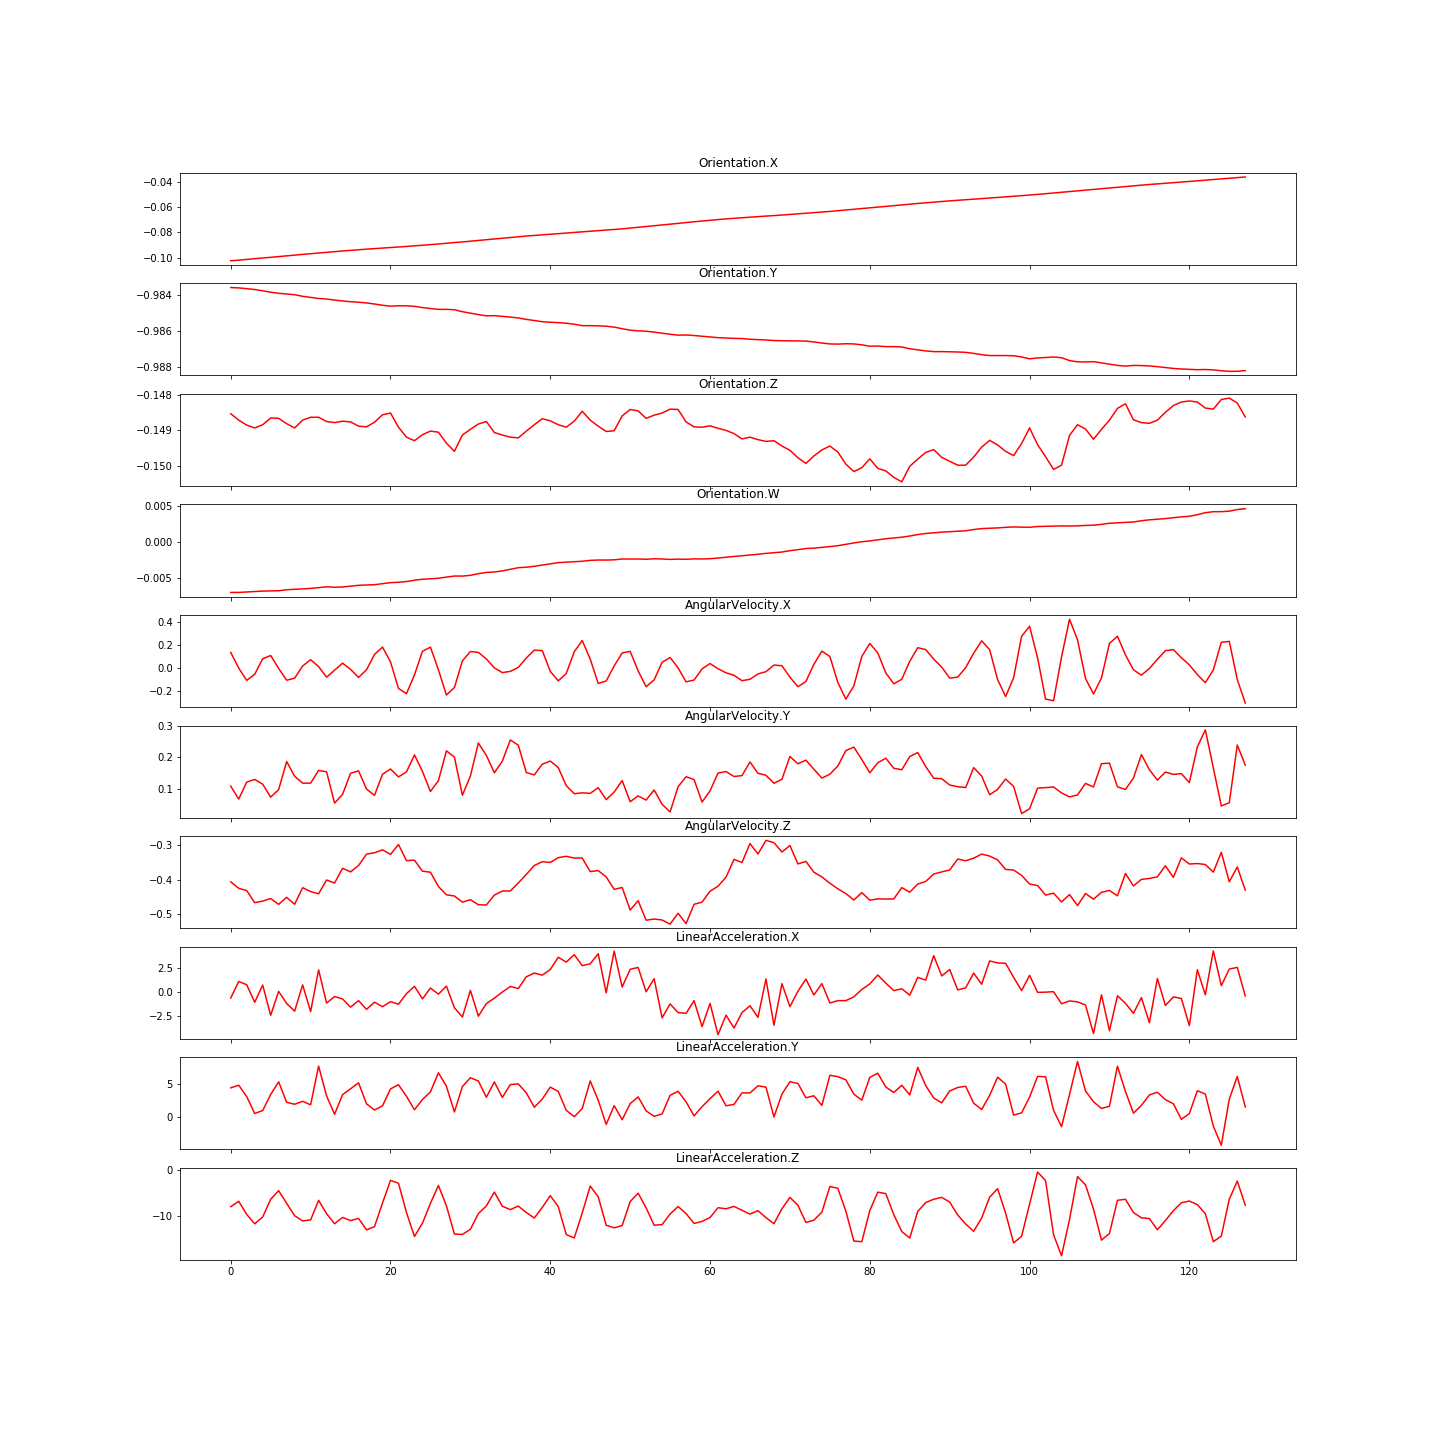 Orientation.X
−0.04
−0.06
−0.08
−0.10
Orientation.Y
−0.984
−0.986
−0.988
Orientation.Z
−0.148
−0.149
−0.150
Orientation.W
0.005
0.000
−0.005
AngularVelocity.X
0.4
0.2
0.0
−0.2
AngularVelocity.Y
0.3
0.2
0.1
AngularVelocity.Z
−0.3
−0.4
−0.5
LinearAcceleration.X
2.5
0.0
−2.5
LinearAcceleration.Y
5
0
LinearAcceleration.Z
0
−10
0 20 40 60 80 100 120